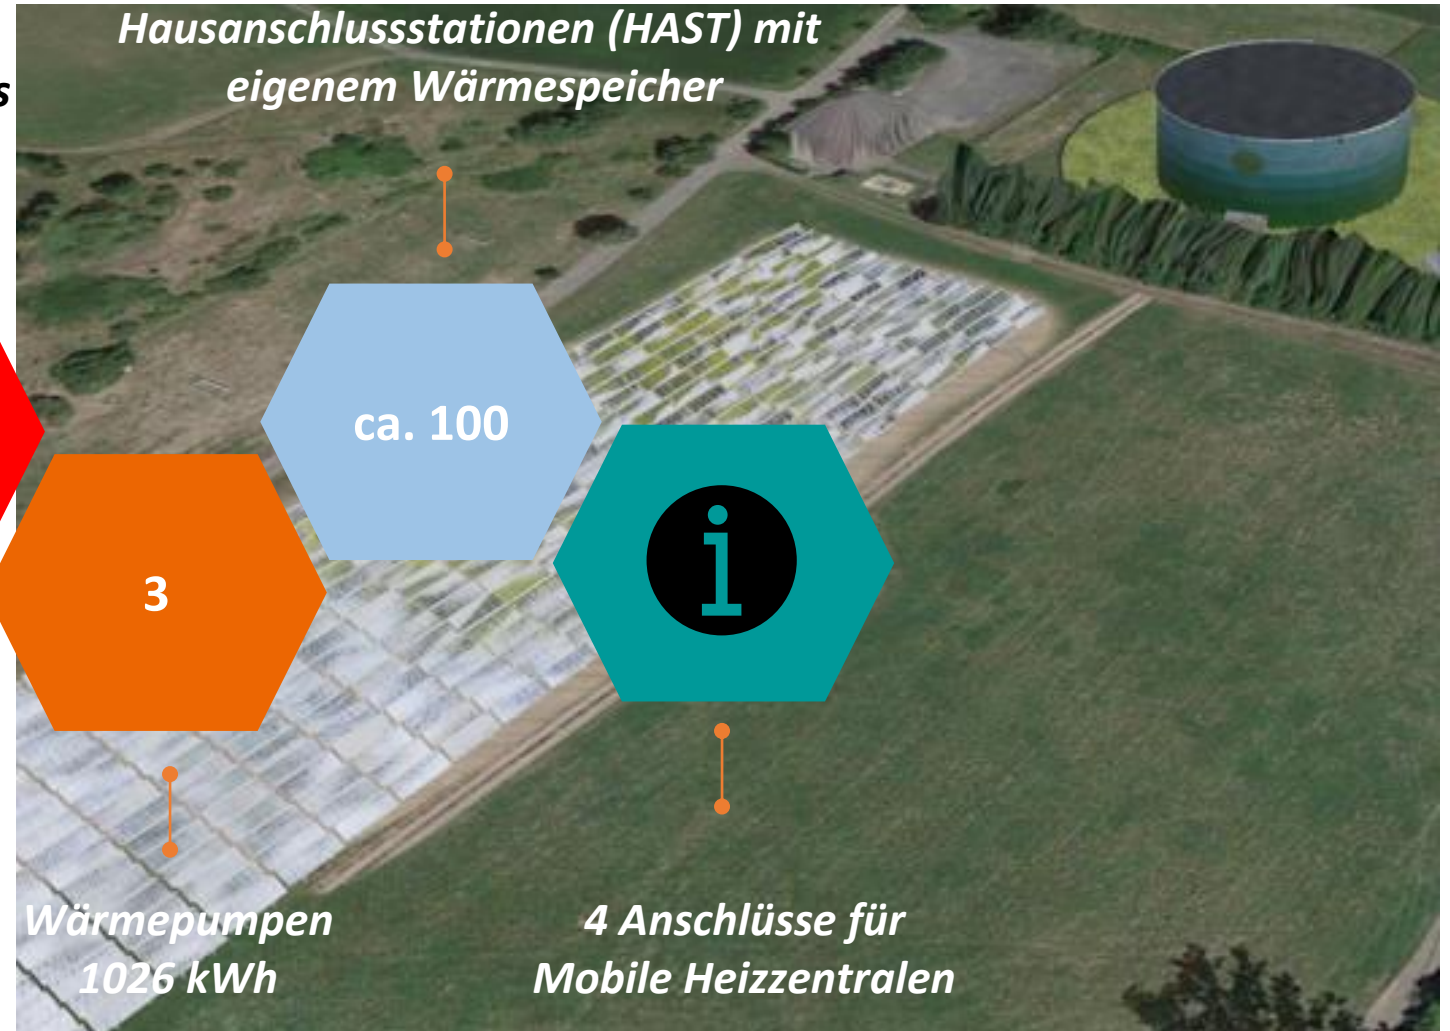 Hausanschlussstationen (HAST) mit
eigenem Wärmespeicher
s
ca. 100
3
i
Wärmepumpen
1026 kWh
4 Anschlüsse für
Mobile Heizzentralen